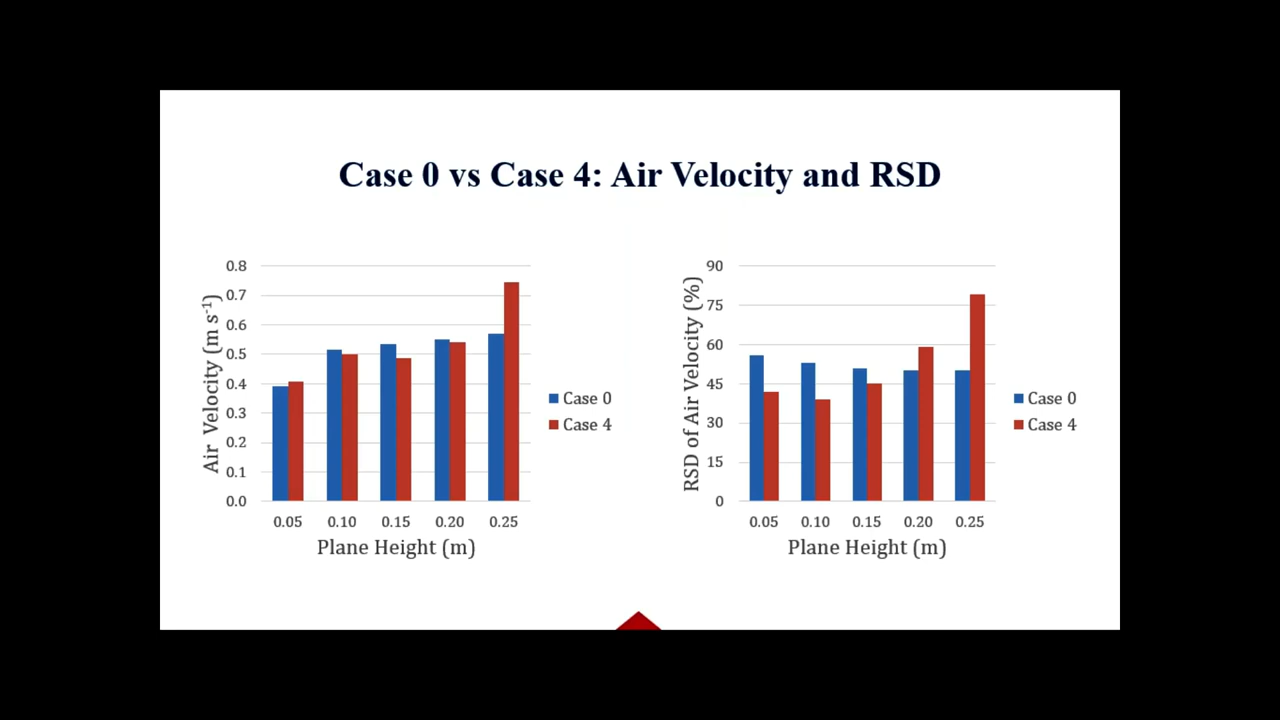 Case 0 vs Case 4: Air Velocity and RSD
Air Velocity (m s⁻¹)
0.8
0.7
0.6
0.5
0.4
0.3
0.2
0.1
0.0
0.05 0.10 0.15 0.20 0.25
Plane Height (m)
Case 0
Case 4
RSD of Air Velocity (%)
90
75
60
45
30
15
0
0.05 0.10 0.15 0.20 0.25
Plane Height (m)
Case 0
Case 4